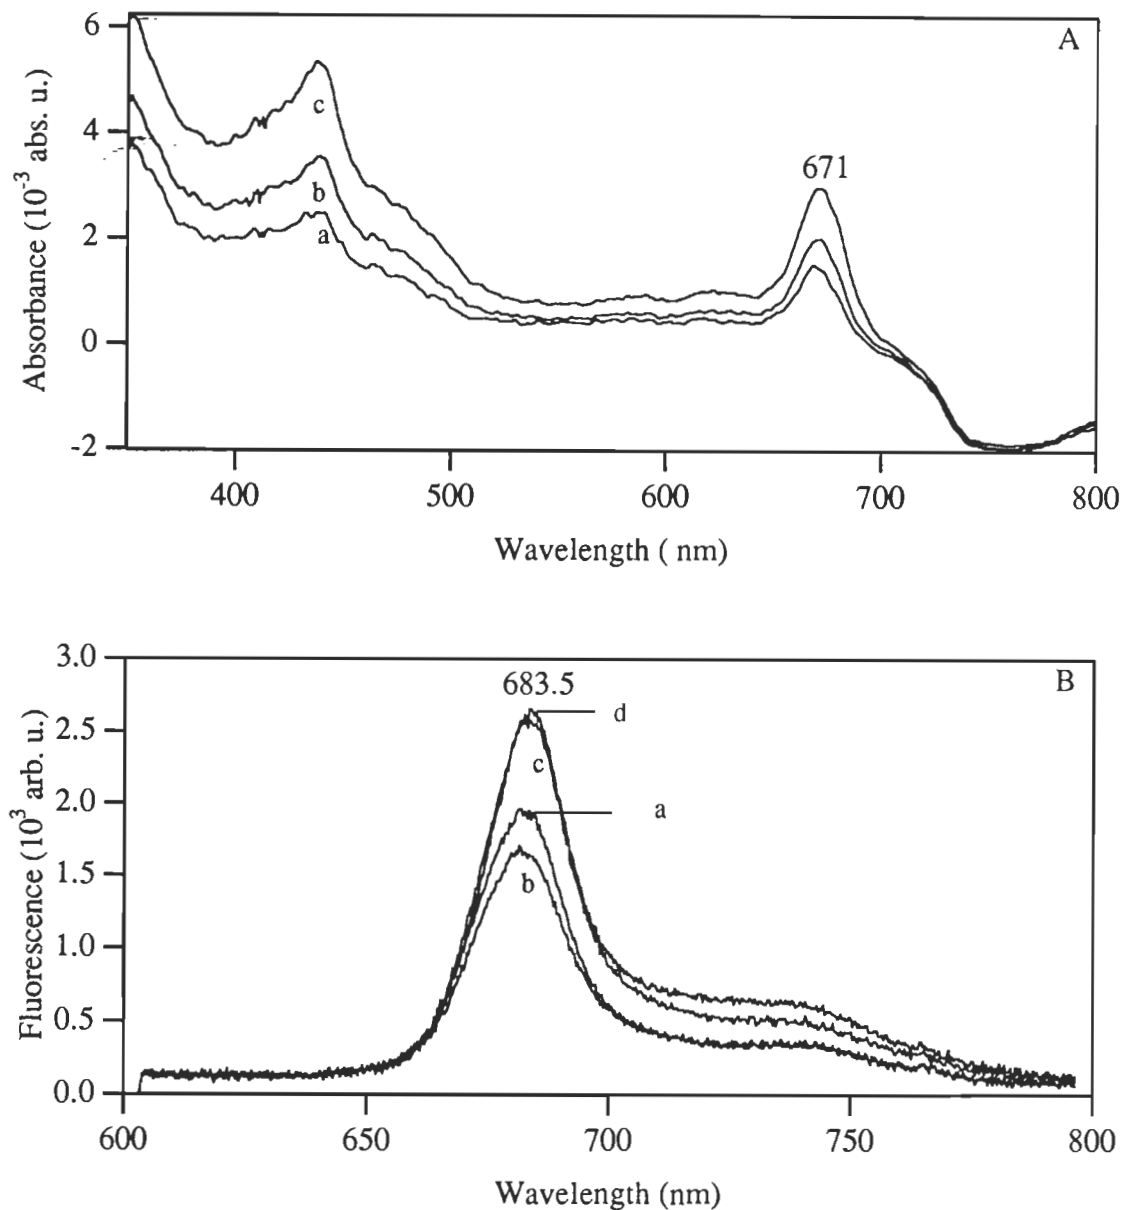 A
6
4
2
0
-2
Absorbance (10⁻³ abs. u.)
c
b
a
671
400 500 600 700 800
Wavelength ( nm)
B
3.0
2.5
2.0
1.5
1.0
0.5
0.0
Fluorescence (10³ arb. u.)
683.5
d
c
a
b
600 650 700 750 800
Wavelength (nm)